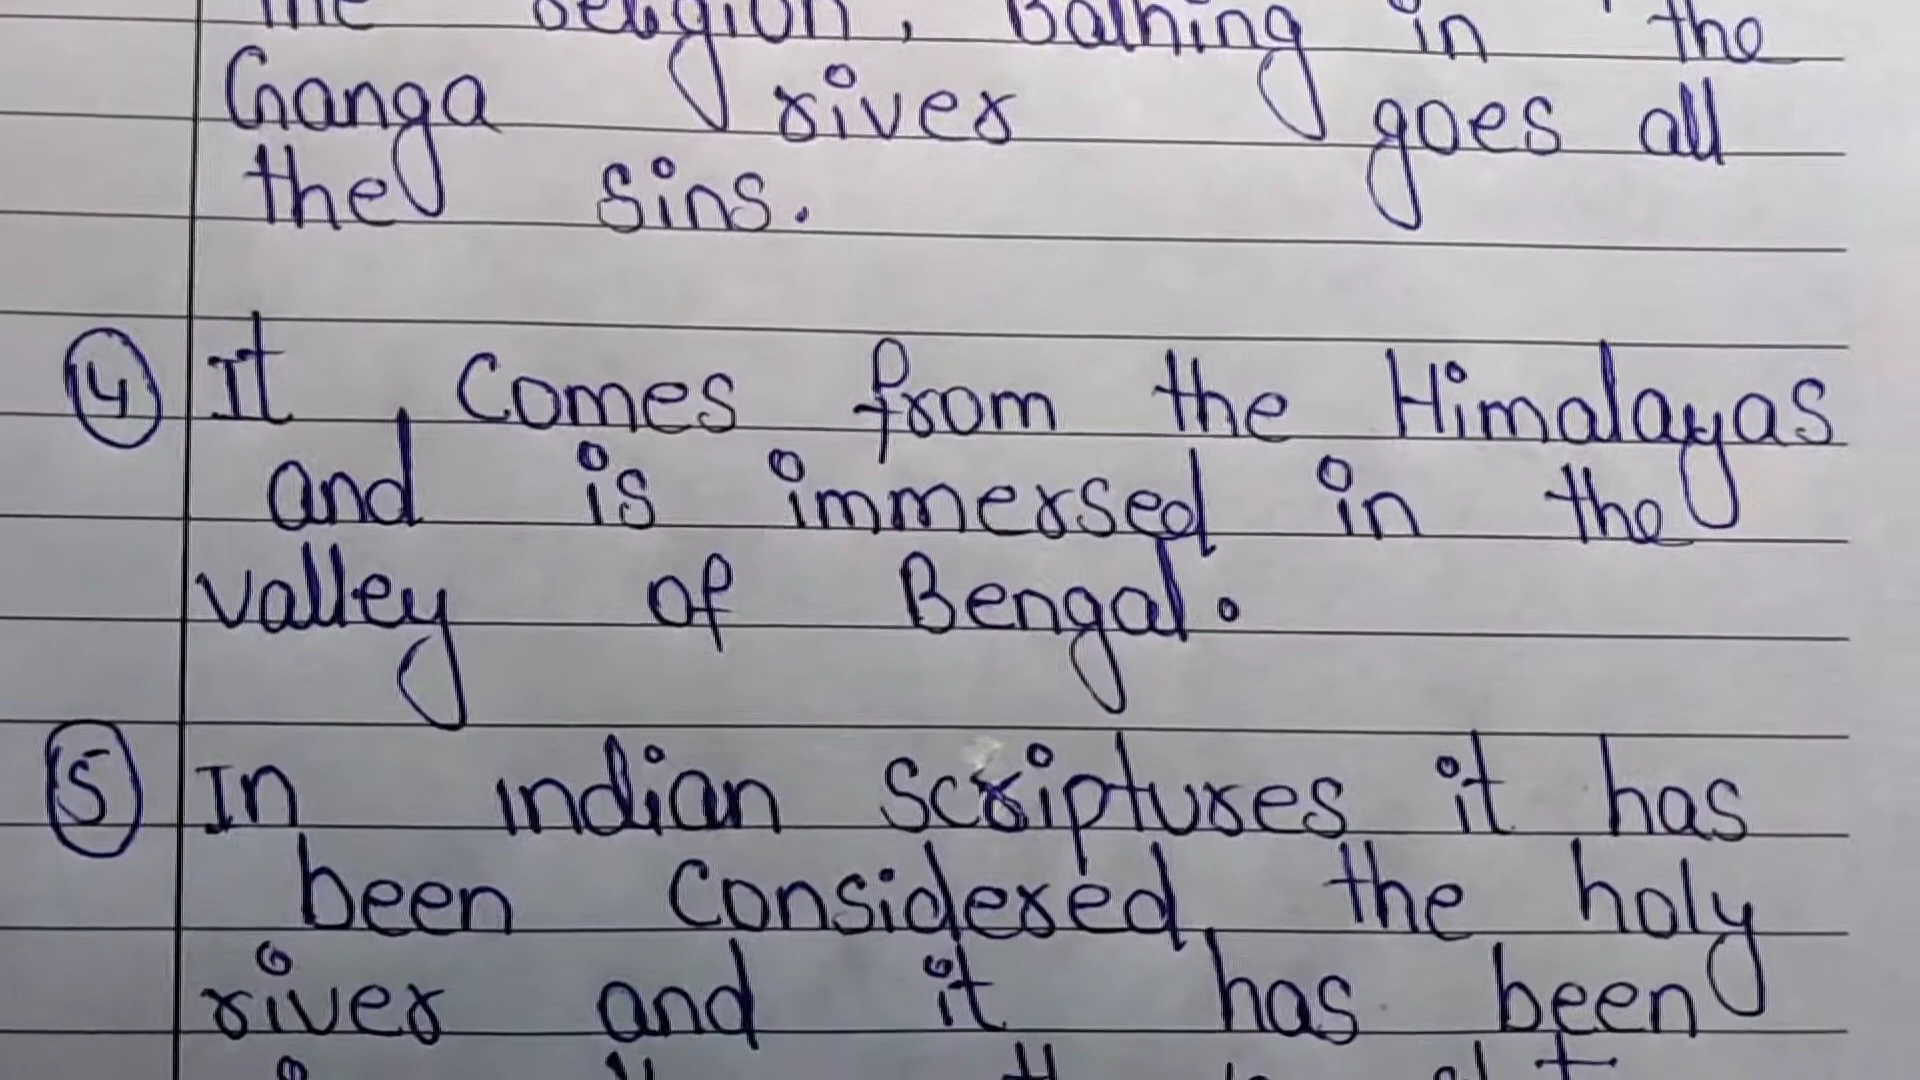 the religion, bathing in the
Ganga river goes all
the sins.
4 It comes from the Himalayas
and is immersed in the
valley of Bengal.
5 In indian scriptures it has
been considered the holy
river and it has been